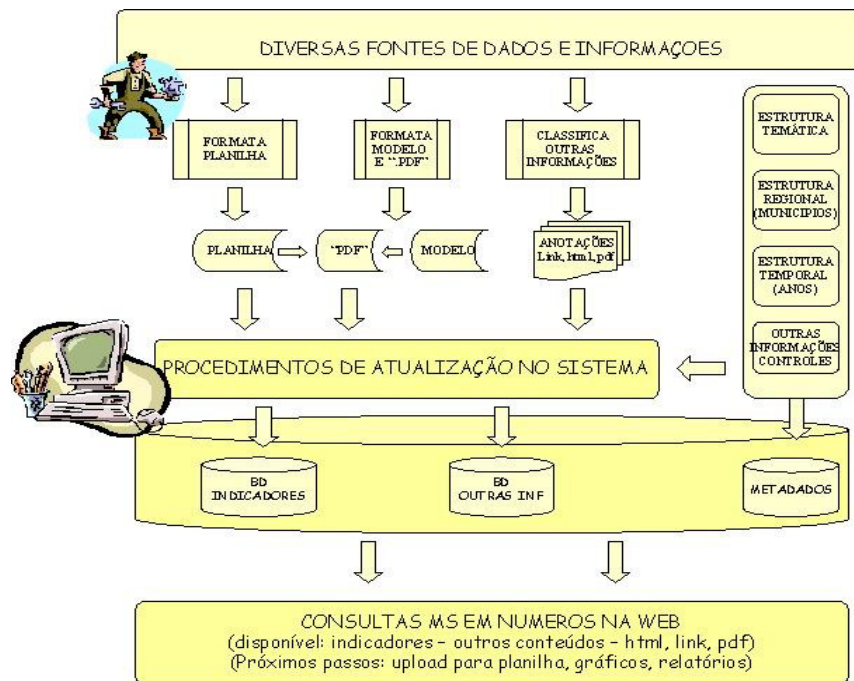 DIVERSAS FONTES DE DADOS E INFORMAÇOES
FORMATA
PLANILHA
FORMATA
MODELO
E “.PDF”
CLASSIFICA
OUTRAS
INFORMAÇÕES
ESTRUTURA
TEMÁTICA
ESTRUTURA
REGIONAL
(MUNICIPIOS)
ESTRUTURA
TEMPORAL
(ANOS)
OUTRAS
INFORMAÇÕES
CONTROLES
PLANILHA
“PDF”
MODELO
ANOTAÇÕES
Link, html, pdf
PROCEDIMENTOS DE ATUALIZAÇÃO NO SISTEMA
BD
INDICADORES
BD
OUTRAS INF
METADADOS
CONSULTAS MS EM NUMEROS NA WEB
(disponível: indicadores – outros conteúdos – html, link, pdf)
(Próximos passos: upload para planilha, gráficos, relatórios)